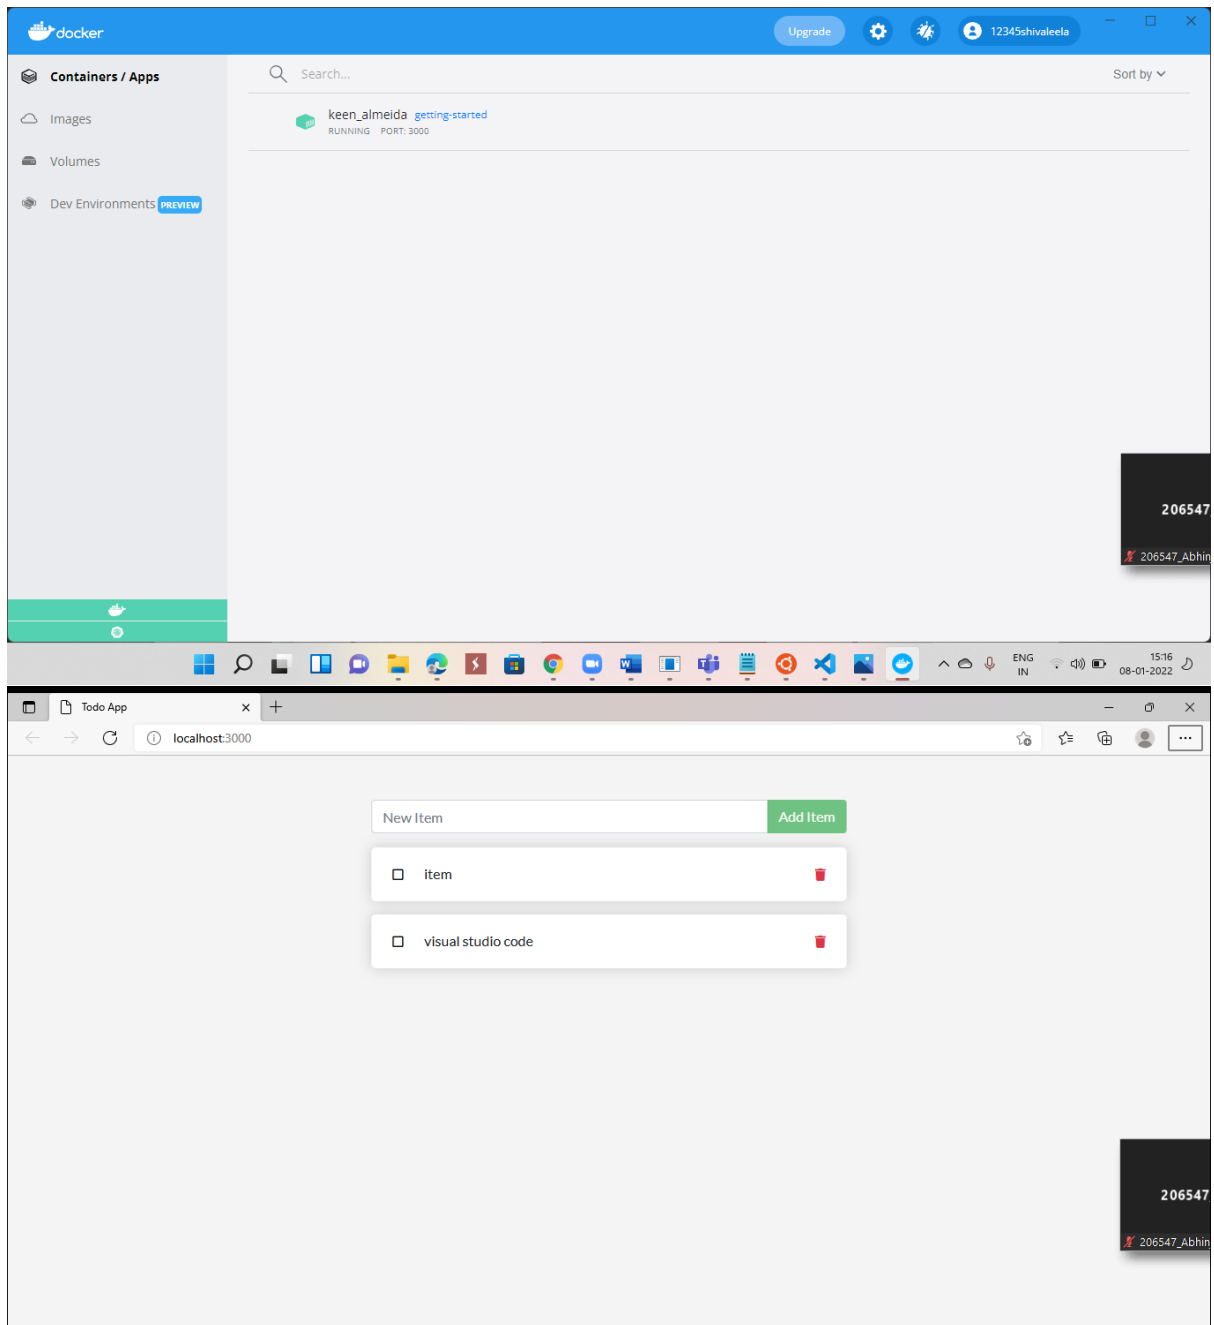 docker
Upgrade
12345shivaleela
Containers / Apps
Search...
Sort by
Images
keen_almeida getting-started
RUNNING PORT: 3000
Volumes
Dev Environments PREVIEW
206547_
206547_Abhin
W
ENG
IN
15:16
08-01-2022
Todo App
localhost:3000
New Item
Add Item
item
visual studio code
206547_
206547_Abhin